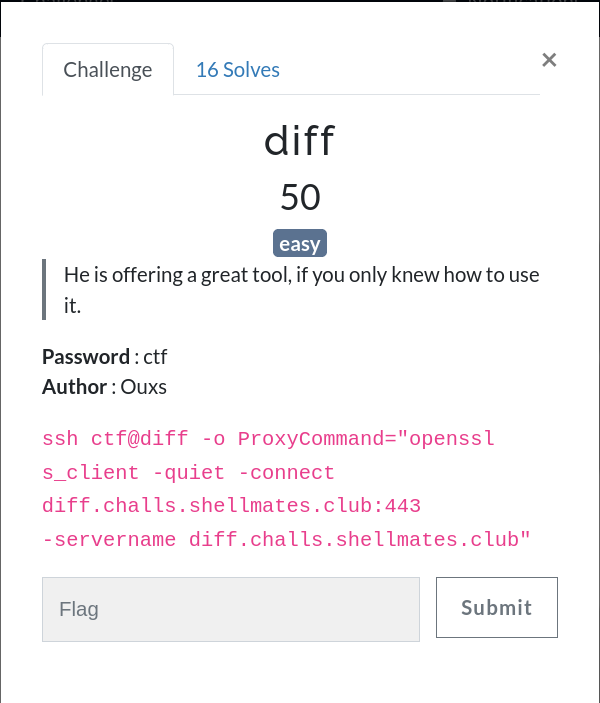 Challenge
16 Solves
×
diff
50
easy
He is offering a great tool, if you only knew how to use
it.
Password : ctf
Author : Ouxs
ssh ctf@diff -o ProxyCommand="openssl
s_client -quiet -connect
diff.challs.shellmates.club:443
-servername diff.challs.shellmates.club"
Flag
Submit